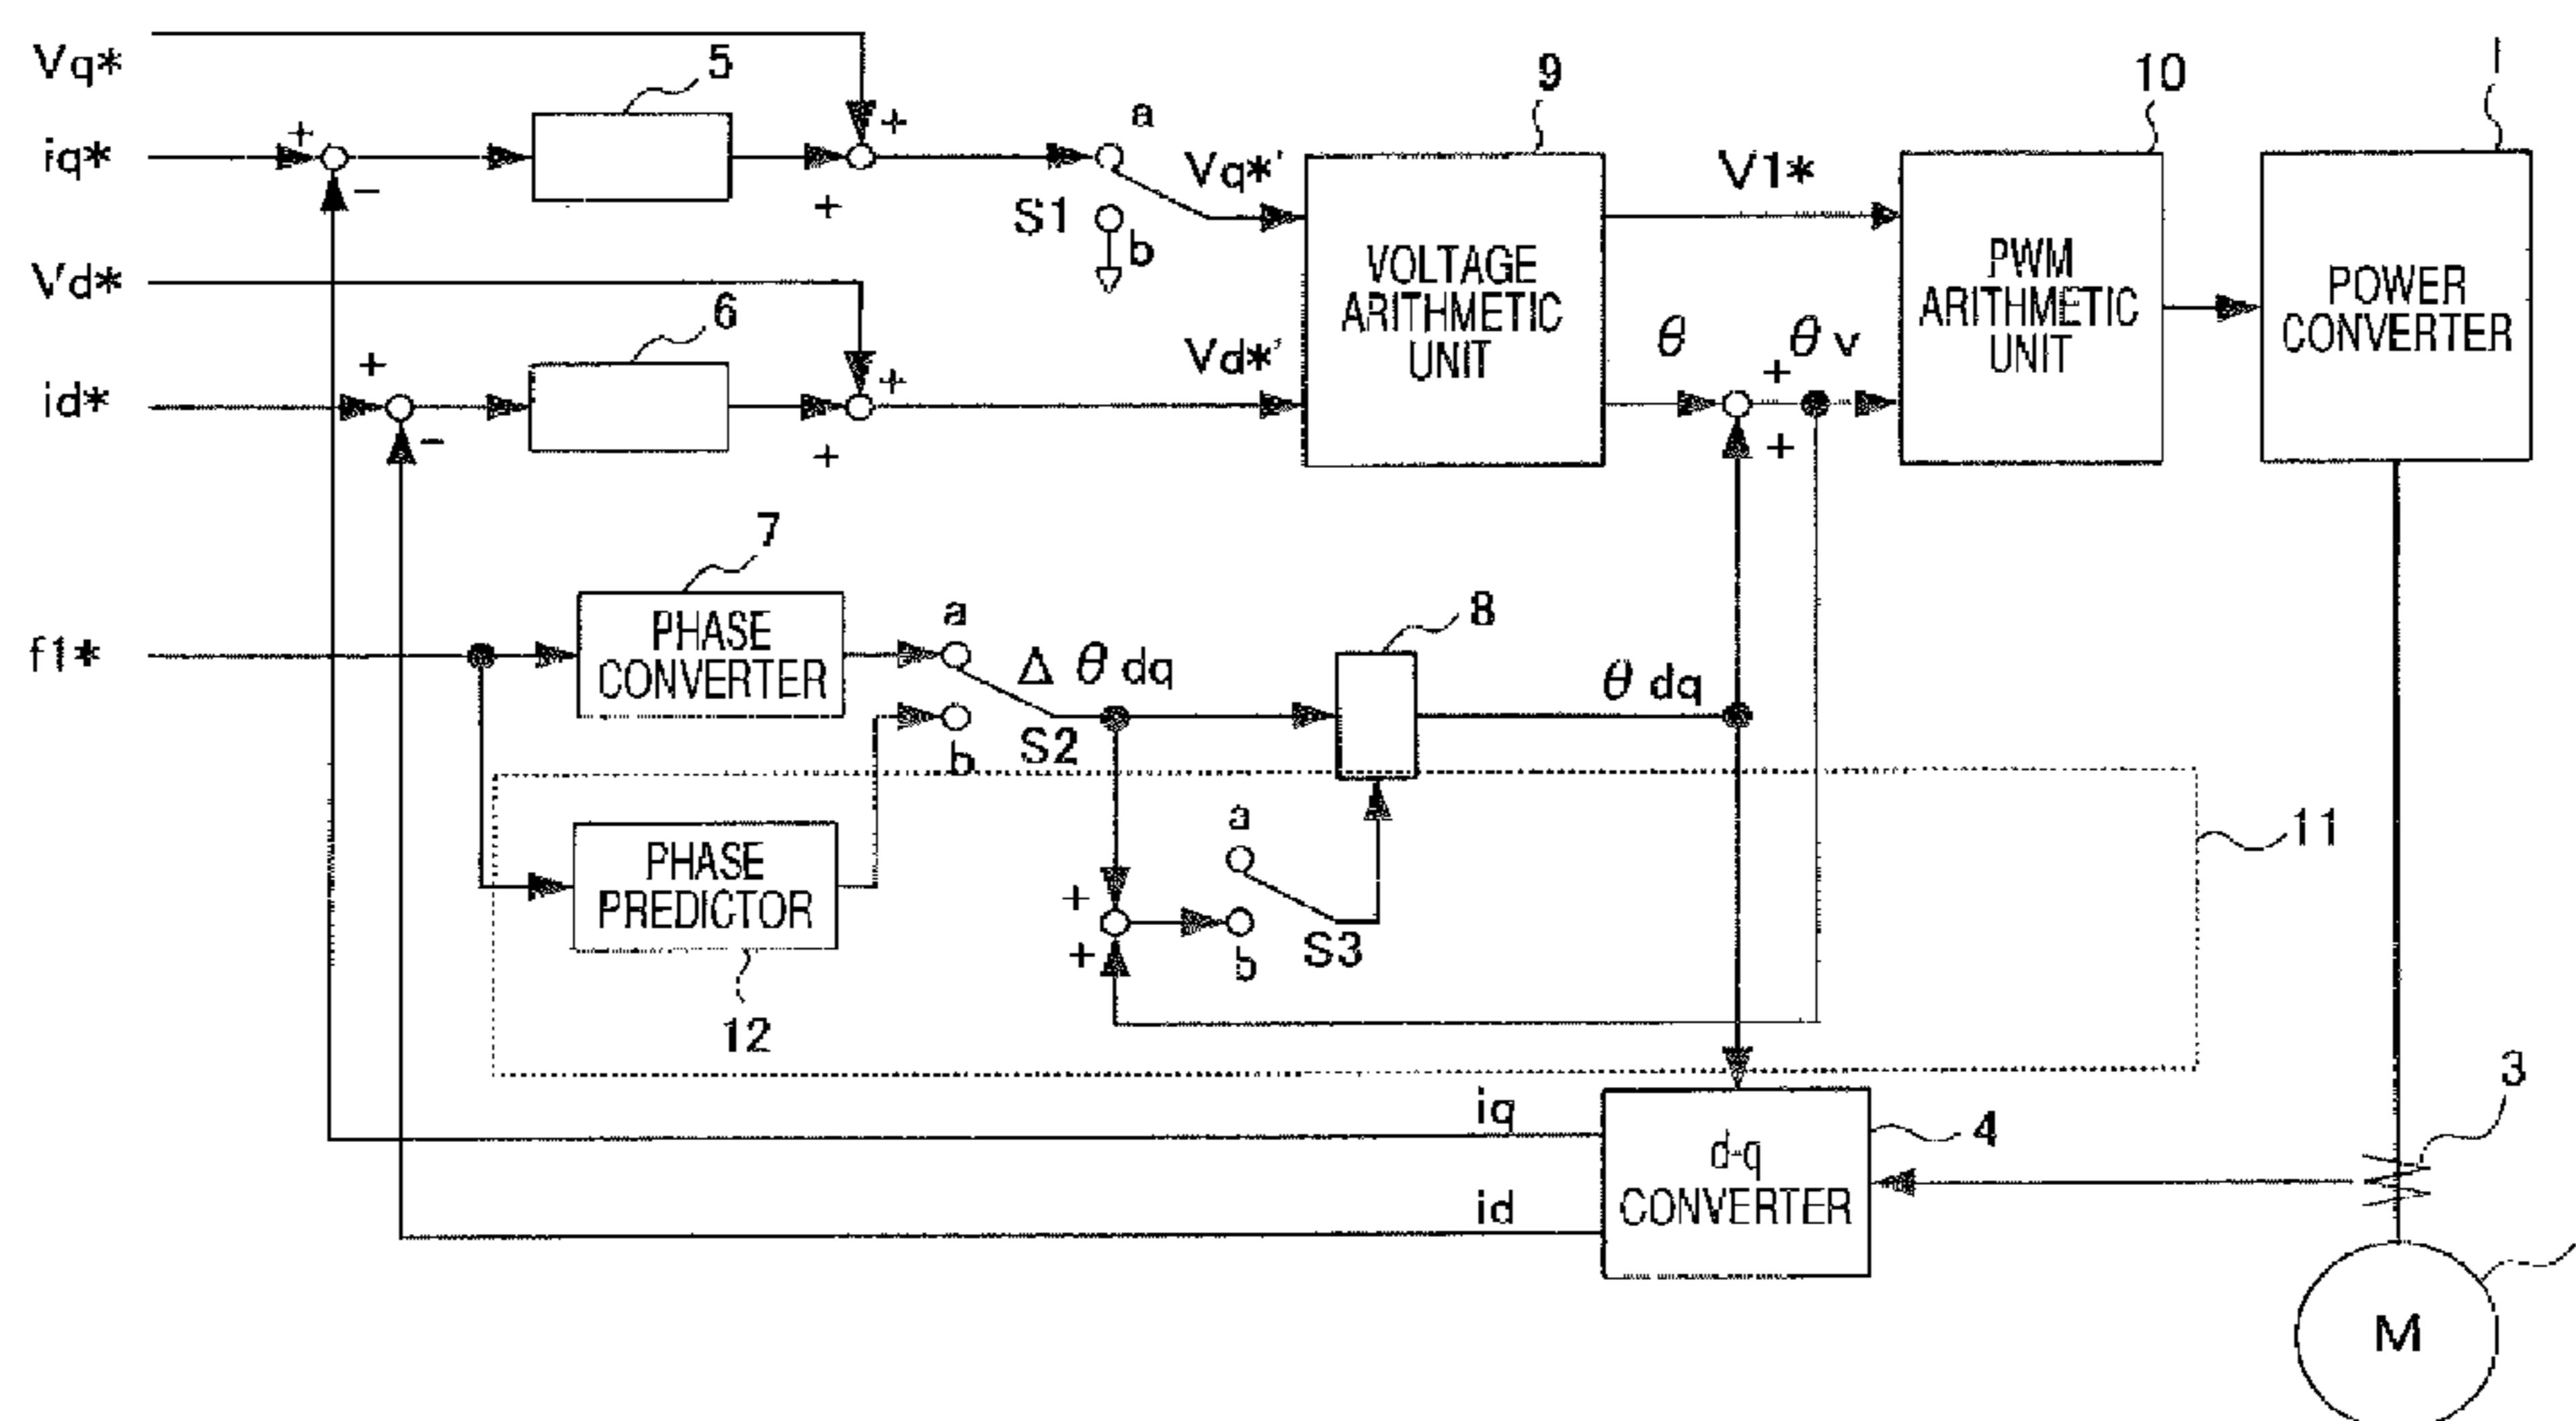 Vq*
5
9
10
1
iq*
+
-
+
+
a
S1
b
Vq*'
VOLTAGE
ARITHMETIC
UNIT
V1*
PWM
ARITHMETIC
UNIT
POWER
CONVERTER
Vd*
6
id*
+
-
+
+
Vd*'
θ
+
+
θv
7
f1*
PHASE
CONVERTER
a
b
S2
Δθdq
8
θdq
PHASE
PREDICTOR
12
+
+
a
b
S3
11
iq
id
d-q
CONVERTER
4
3
M